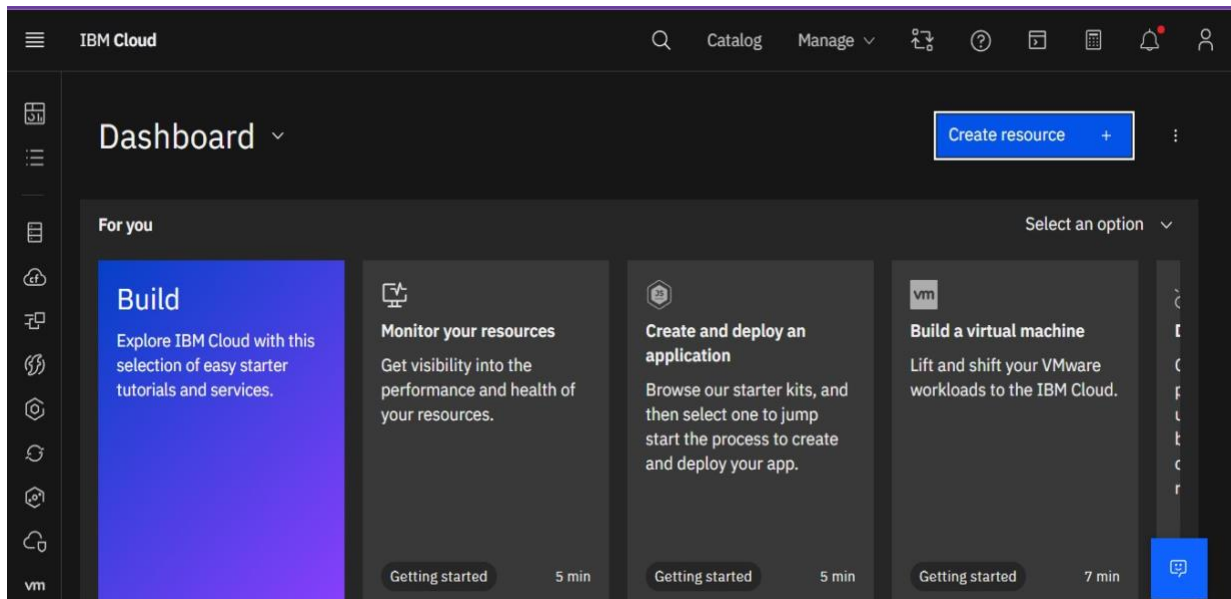 IBM Cloud
Catalog
Manage
Dashboard
Create resource +
For you
Select an option
Build
Explore IBM Cloud with this
selection of easy starter
tutorials and services.
Monitor your resources
Get visibility into the
performance and health of
your resources.
Getting started 5 min
JS
Create and deploy an
application
Browse our starter kits, and
then select one to jump
start the process to create
and deploy your app.
Getting started 5 min
vm
Build a virtual machine
Lift and shift your VMware
workloads to the IBM Cloud.
Getting started 7 min
cf
vm